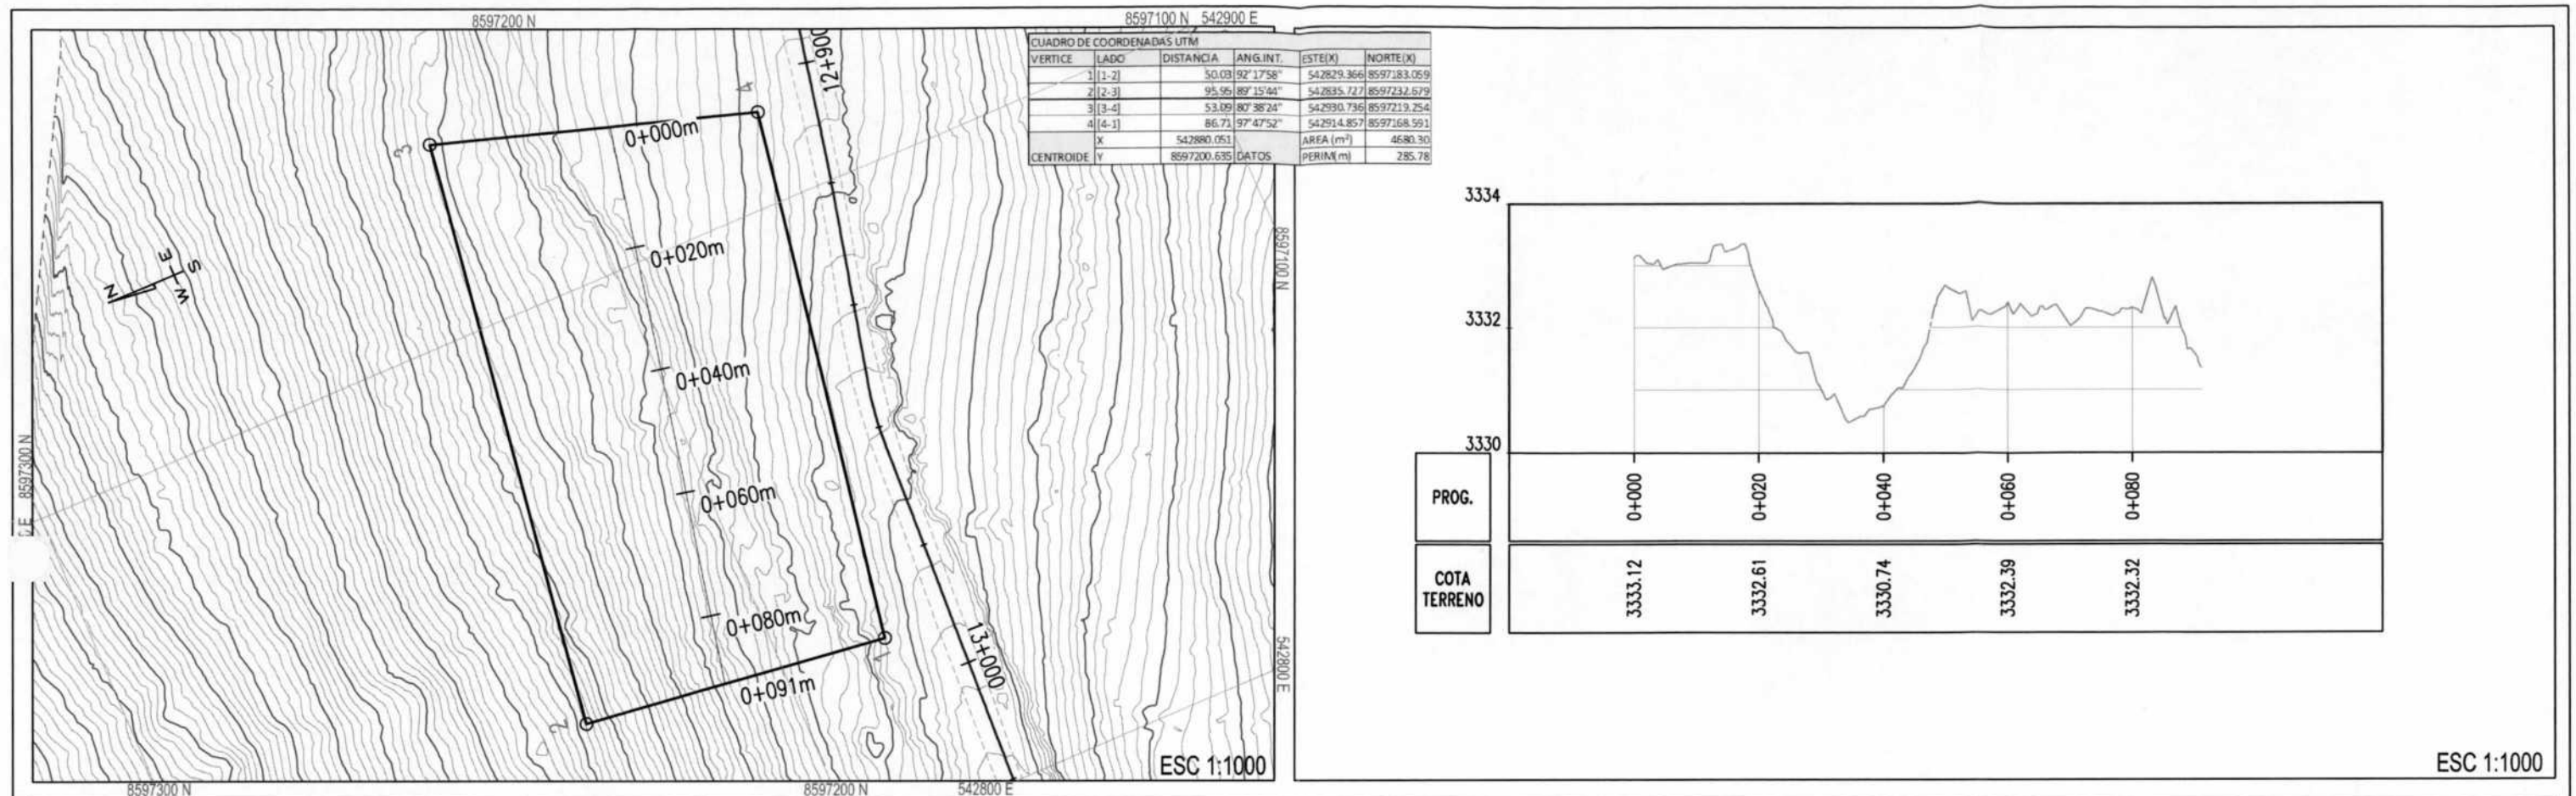 8597200 N
8597100 N 542900 E
CUADRO DE COORDENADAS UTM
VERTICE LADO DISTANCIA ANG.INT. ESTE(X) NORTE(X)
1 [1-2] 50.03 92°17'58" 542829.366 8597183.059
2 [2-3] 95.95 89°15'44" 542835.727 8597232.679
3 [3-4] 53.09 80°38'24" 542930.736 8597219.254
4 [4-1] 86.71 97°47'52" 542914.857 8597168.591
CENTROIDE X 542880.051 AREA (m²) 4680.30
Y 8597200.635 DATOS PERIM(m) 285.78
12+900
4
3
0+000m
0+020m
0+040m
0+060m
0+080m
0+091m
1
2
13+000
N
E
S
W
8597100 N
8597300 N
E
542800 E
ESC 1:1000
8597300 N
8597200 N
542800 E
3334
3332
3330
PROG.
0+000 0+020 0+040 0+060 0+080
COTA
TERRENO
3333.12 3332.61 3330.74 3332.39 3332.32
ESC 1:1000